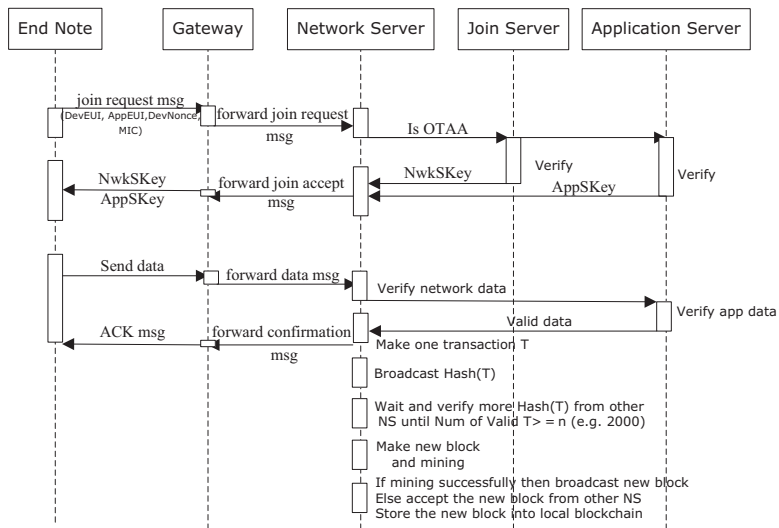 End Note
Gateway
Network Server
Join Server
Application Server
join request msg
(DevEUI, AppEUI,DevNonce,
MIC)
forward join request
msg
Is OTAA
Verify
Verify
NwkSKey
AppSKey
NwkSKey
AppSKey
forward join accept
msg
Send data
forward data msg
Verify network data
Verify app data
Valid data
ACK msg
forward confirmation
msg
Make one transaction T
Broadcast Hash(T)
Wait and verify more Hash(T) from other
NS until Num of Valid T> = n (e.g. 2000)
Make new block
and mining
If mining successfully then broadcast new block
Else accept the new block from other NS
Store the new block into local blockchain